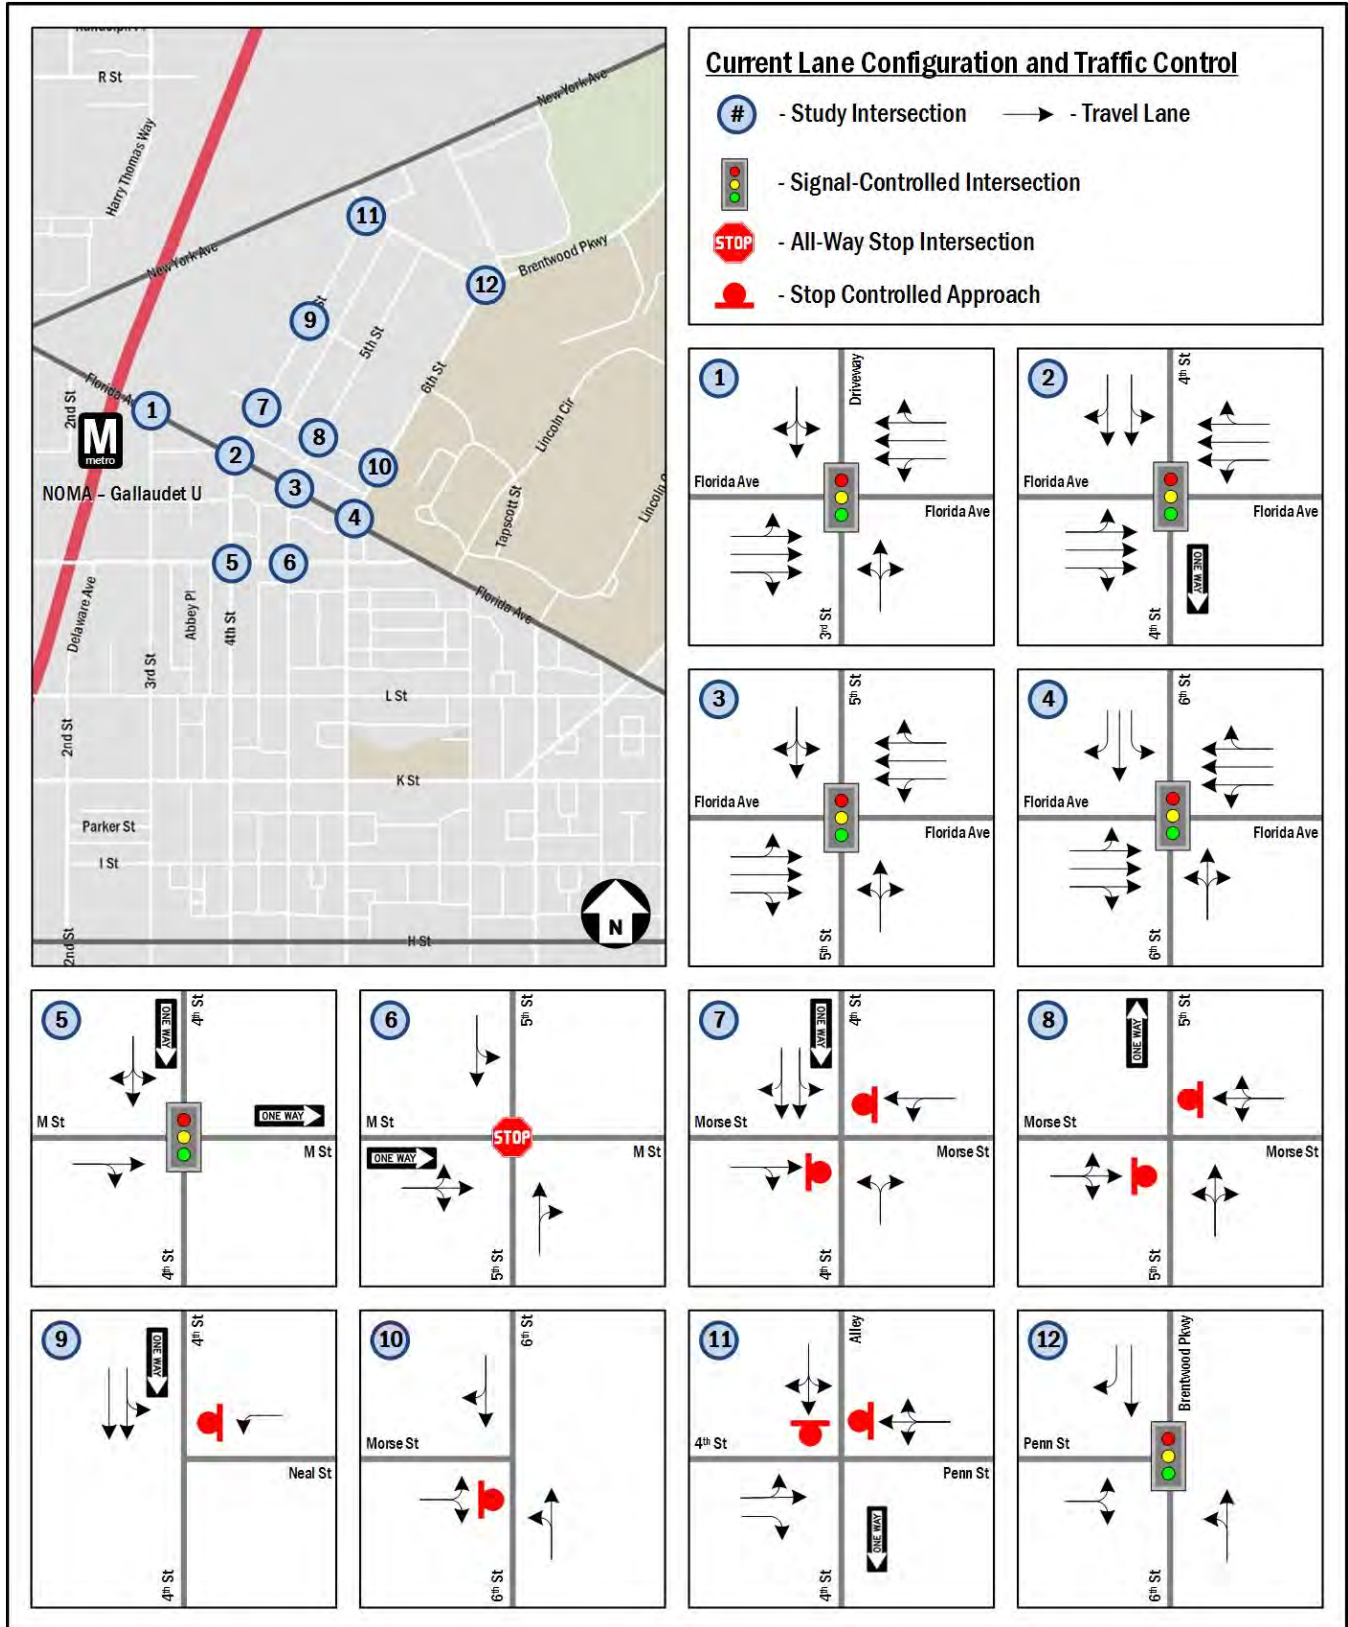 R St
Harry Thomas Way
New York Ave
New York Ave
11
Brentwood Pkwy
12
9
St
5th St
6th St
Florida Av
2nd St
1
M
metro
NOMA – Gallaudet U
7
8
2
10
3
4
Lincoln Cir
Tapscott St
5
6
Florida Ave
Delaware Ave
Abbey Pl
4th St
3rd St
L St
2nd St
K St
Parker St
I St
N
H St
2nd St
Current Lane Configuration and Traffic Control
# - Study Intersection - Travel Lane
- Signal-Controlled Intersection
STOP - All-Way Stop Intersection
- Stop Controlled Approach
1
Driveway
Florida Ave
Florida Ave
3rd St
2
4th St
Florida Ave
Florida Ave
ONE WAY
4th St
3
5th St
Florida Ave
Florida Ave
5th St
4
6th St
Florida Ave
Florida Ave
6th St
5
ONE WAY
4th St
M St
ONE WAY
M St
4th St
6
5th St
M St
STOP
ONE WAY
M St
5th St
7
ONE WAY
4th St
Morse St
Morse St
4th St
8
ONE WAY
5th St
Morse St
Morse St
5th St
9
ONE WAY
4th St
Neal St
4th St
10
6th St
Morse St
6th St
11
Alley
4th St
Penn St
ONE WAY
4th St
12
Brentwood Pkwy
Penn St
6th St